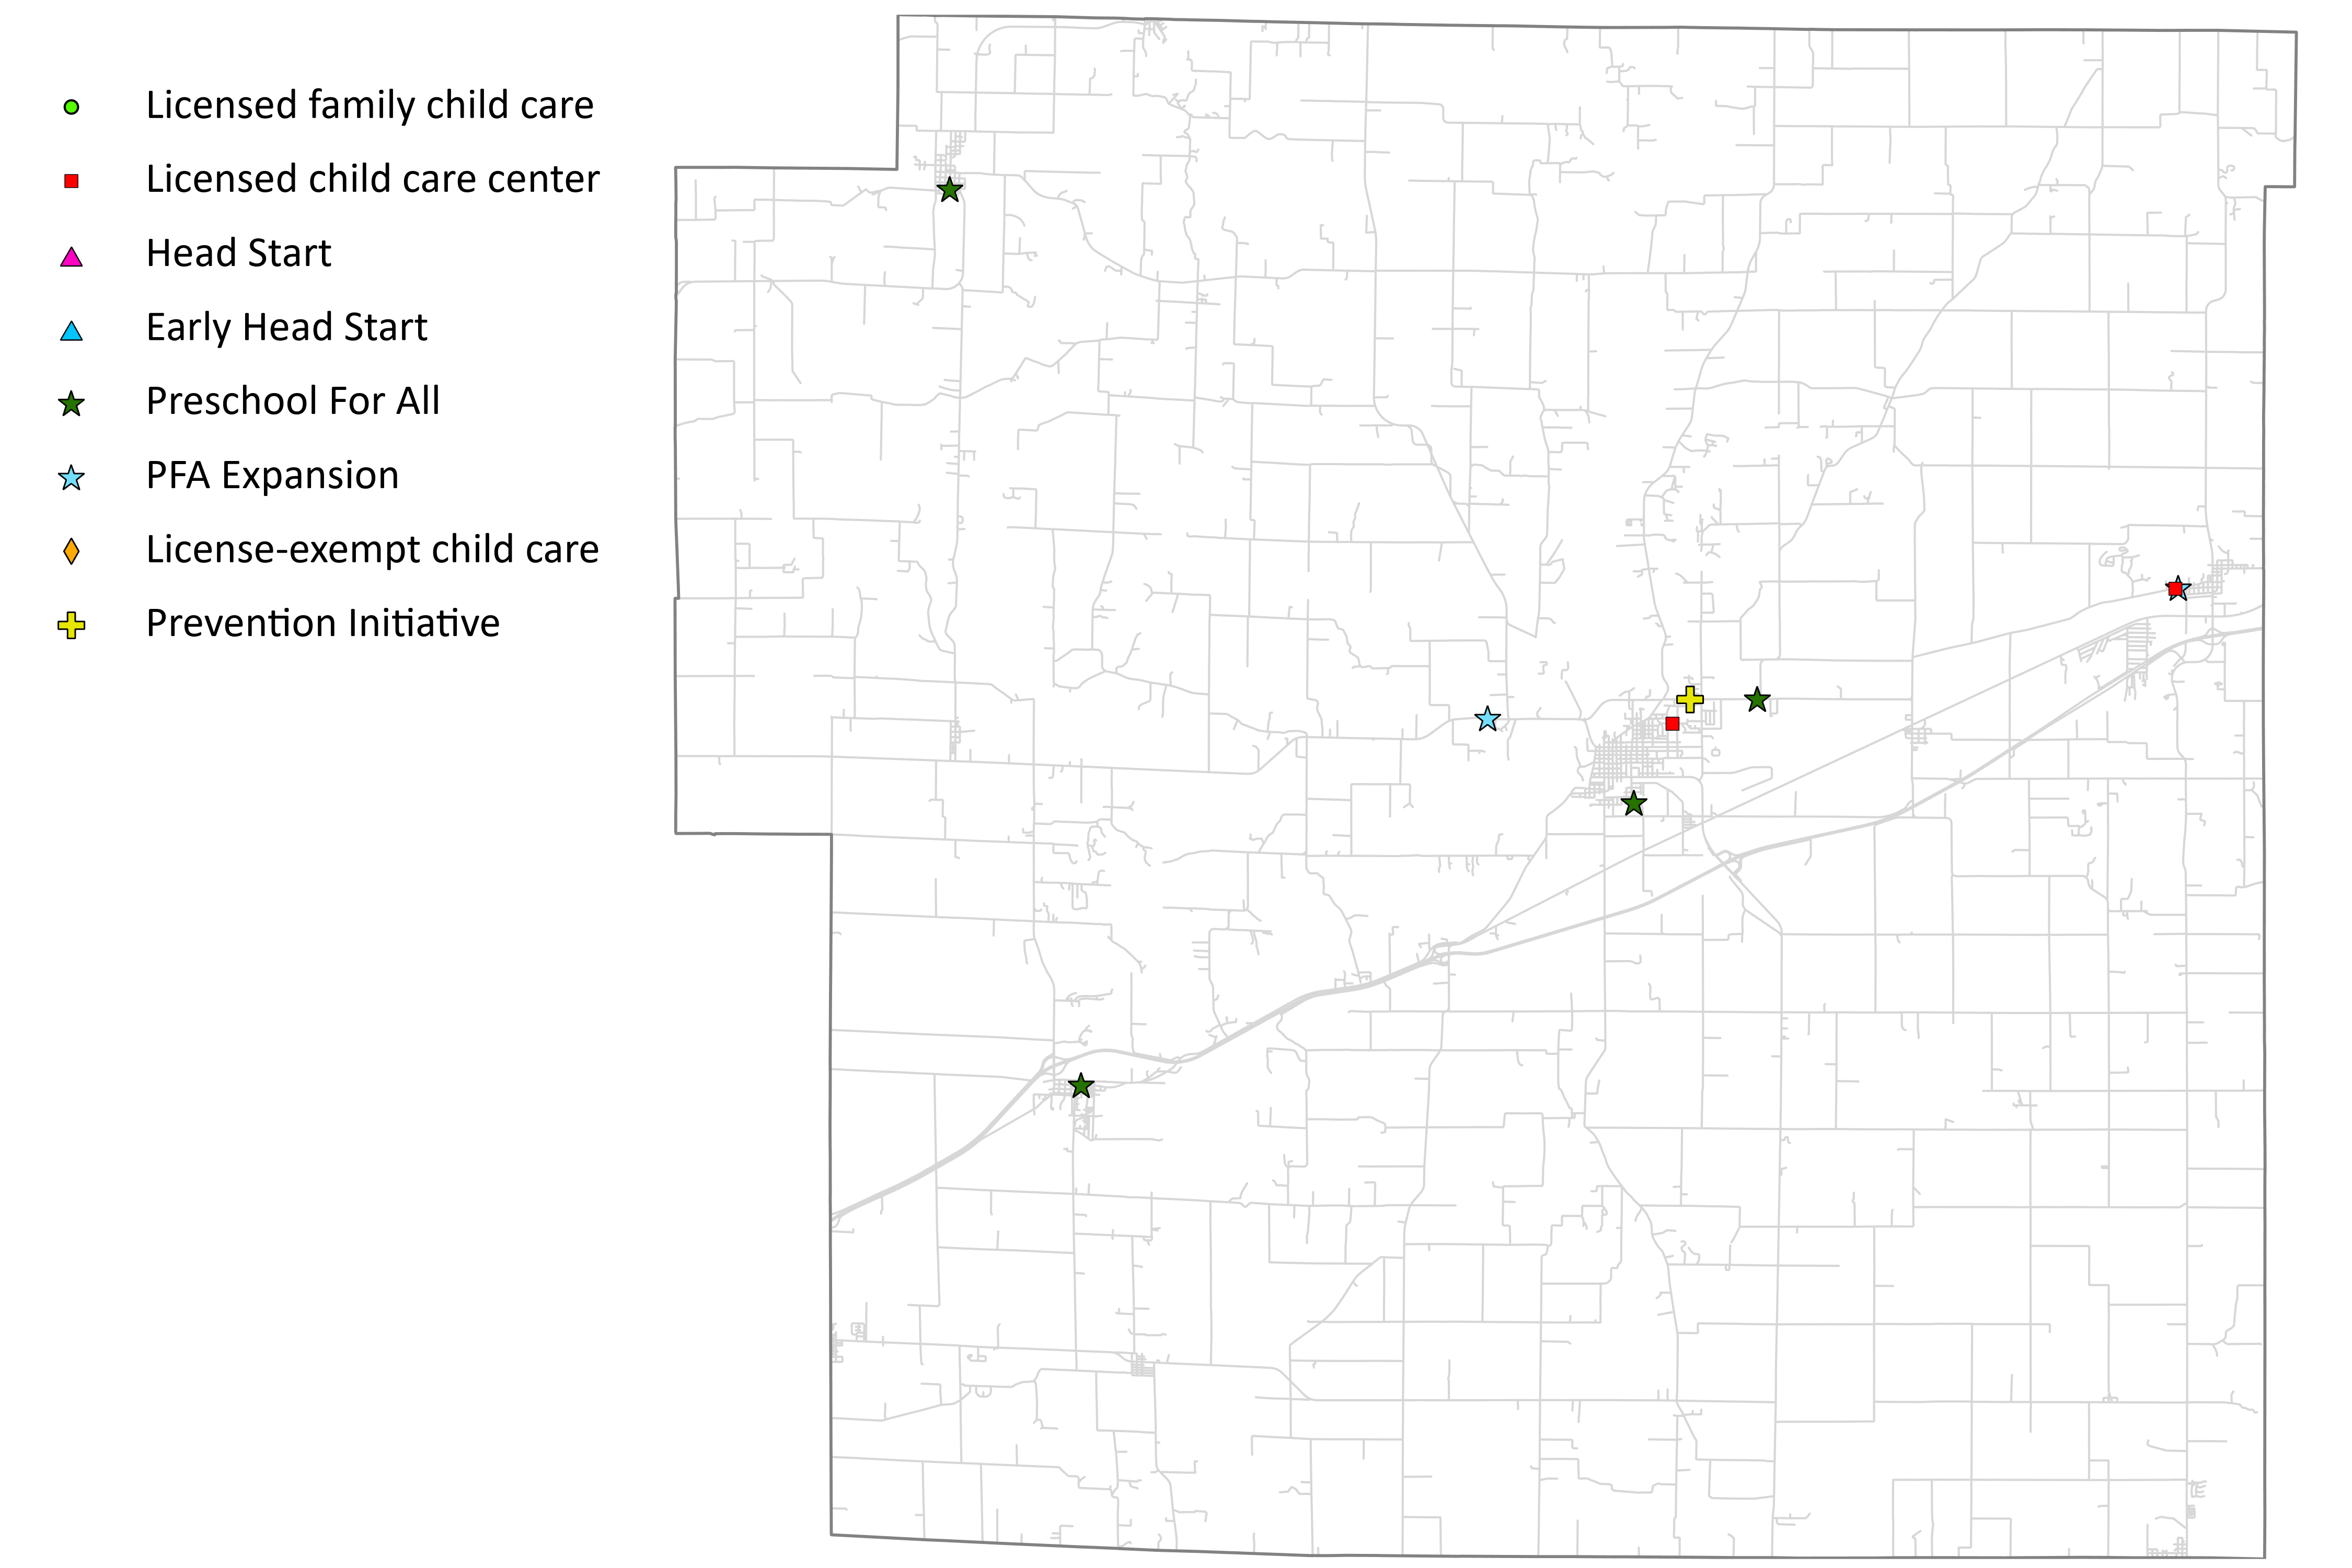 Licensed family child care
Licensed child care center
Head Start
Early Head Start
Preschool For All
PFA Expansion
License-exempt child care
Prevention Initiative